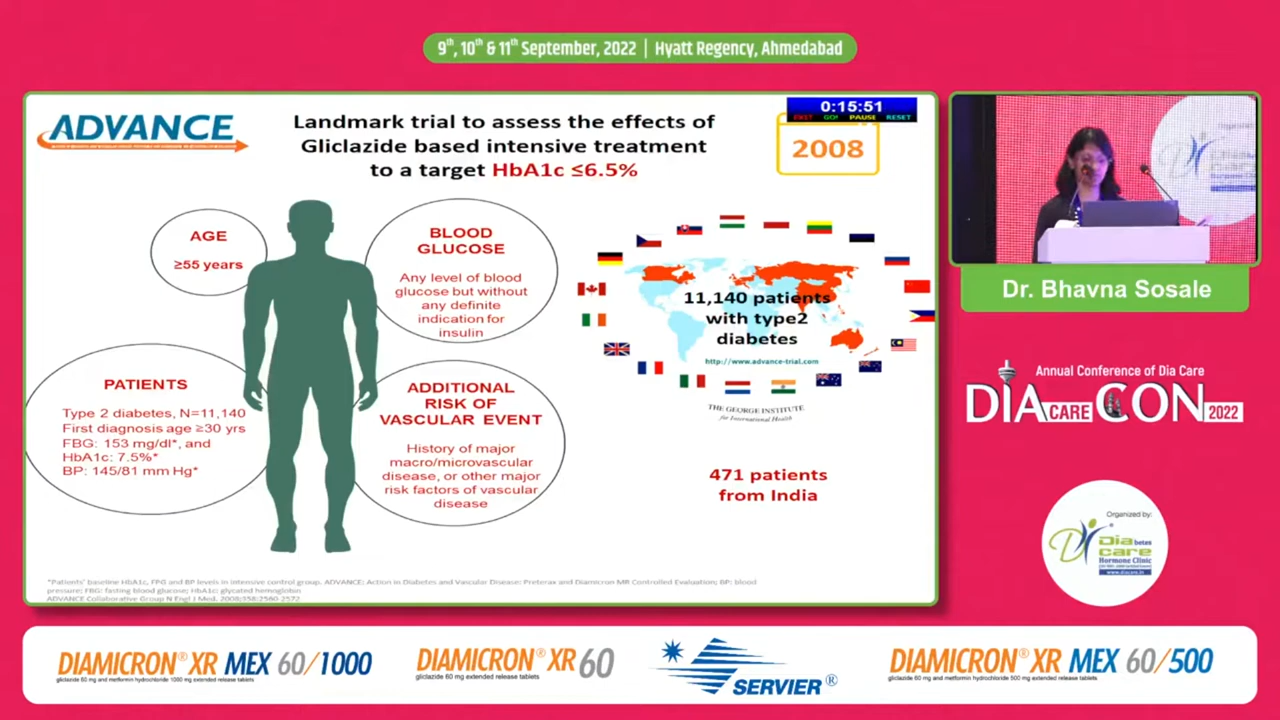 9th, 10th & 11th September, 2022 | Hyatt Regency, Ahmedabad
ADVANCE
Landmark trial to assess the effects of
Gliclazide based intensive treatment
to a target HbA1c ≤6.5%
0:15:51
EXIT GO! PAUSE RESET
2008
AGE
≥55 years
BLOOD
GLUCOSE
Any level of blood
glucose but without
any definite
indication for
insulin
PATIENTS
Type 2 diabetes, N=11,140
First diagnosis age ≥30 yrs
FBG: 153 mg/dl*, and
HbA1c: 7.5%*
BP: 145/81 mm Hg*
ADDITIONAL
RISK OF
VASCULAR EVENT
History of major
macro/microvascular
disease, or other major
risk factors of vascular
disease
11,140 patients
with type2
diabetes
http://www.advance-trial.com
THE GEORGE INSTITUTE
for International Health
471 patients
from India
*Patients' baseline HbA1c, FPG and BP levels in intensive control group. ADVANCE: Action in Diabetes and Vascular Disease: Preterax and Diamicron MR Controlled Evaluation; BP: blood
pressure; FBG: fasting blood glucose; HbA1c: glycated hemoglobin
ADVANCE Collaborative Group N Engl J Med. 2008;358:2560-2572
Dr. Bhavna Sosale
Annual Conference of Dia Care
DIA CARE CON 2022
Organized by:
Diabetes
care
Hormone Clinic
www.diacare.in
DIAMICRON® XR MEX 60/1000
gliclazide 60 mg and metformin hydrochloride 1000 mg extended release tablets
DIAMICRON® XR 60
gliclazide 60 mg extended release tablets
SERVIER®
DIAMICRON® XR MEX 60/500
gliclazide 60 mg and metformin hydrochloride 500 mg extended release tablets